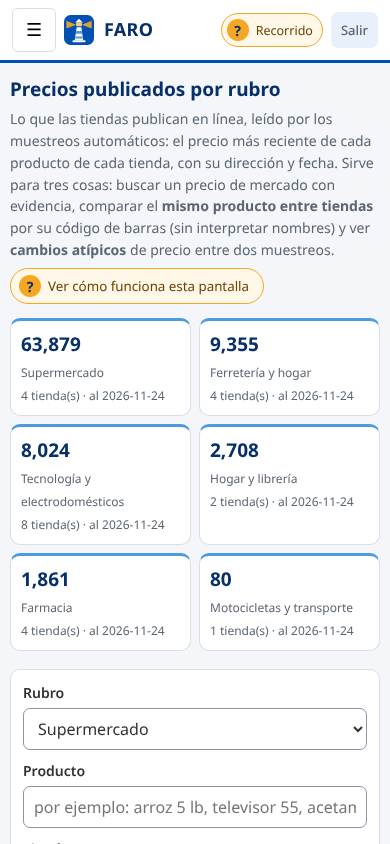 ☰ FARO ? Recorrido Salir
Precios publicados por rubro
Lo que las tiendas publican en línea, leído por los
muestreos automáticos: el precio más reciente de cada
producto de cada tienda, con su dirección y fecha. Sirve
para tres cosas: buscar un precio de mercado con
evidencia, comparar el mismo producto entre tiendas
por su código de barras (sin interpretar nombres) y ver
cambios atípicos de precio entre dos muestreos.
? Ver cómo funciona esta pantalla
63,879
Supermercado
4 tienda(s) · al 2026-11-24
9,355
Ferretería y hogar
4 tienda(s) · al 2026-11-24
8,024
Tecnología y
electrodomésticos
8 tienda(s) · al 2026-11-24
2,708
Hogar y librería
2 tienda(s) · al 2026-11-24
1,861
Farmacia
4 tienda(s) · al 2026-11-24
80
Motocicletas y transporte
1 tienda(s) · al 2026-11-24
Rubro
Supermercado
Producto
por ejemplo: arroz 5 lb, televisor 55, acetan